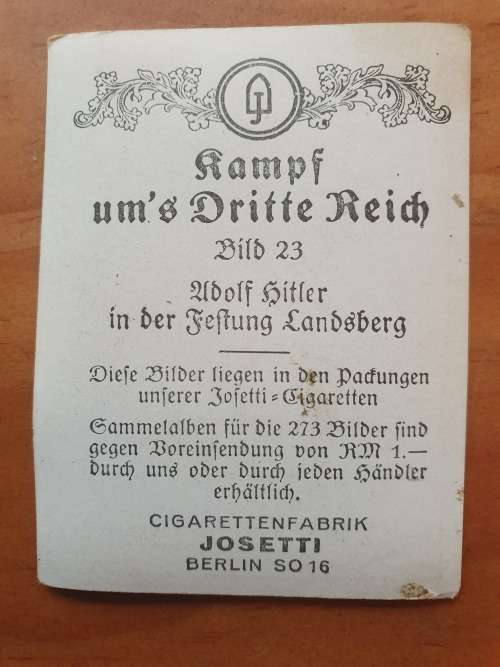 J
Kampf
um's Dritte Reich
Bild 23
Adolf Hitler
in der Festung Landsberg
Diese Bilder liegen in den Packungen
unserer Josetti=Cigaretten
Sammelalben für die 273 Bilder sind
gegen Voreinsendung von RM 1.—
durch uns oder durch jeden Händler
erhältlich.
CIGARETTENFABRIK
JOSETTI
BERLIN SO 16